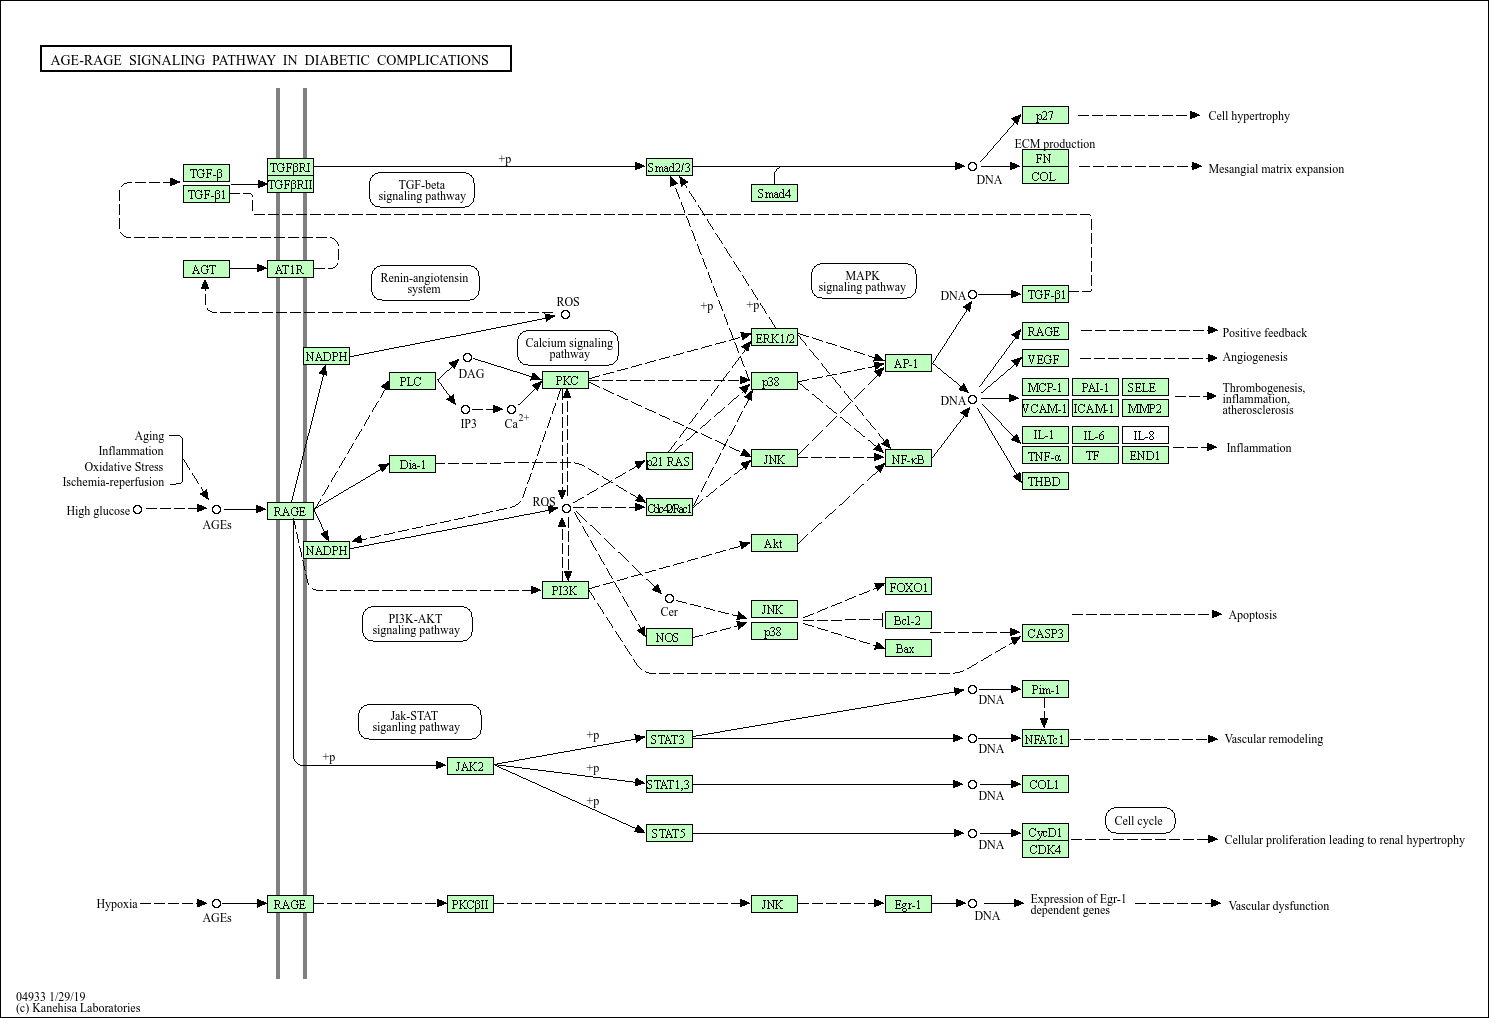 AGE-RAGE SIGNALING PATHWAY IN DIABETIC COMPLICATIONS
p27
Cell hypertrophy
ECM production
+p
TGF-β
TGFβRI
Smad2/3
FN
Mesangial matrix expansion
TGFβRII
COL
DNA
TGF-β1
TGF-beta
signaling pathway
Smad4
AGT
AT1R
Renin-angiotensin
system
MAPK
signaling pathway
DNA
TGF-β1
ROS
+p
+p
RAGE
Positive feedback
Calcium signaling
pathway
ERK1/2
NADPH
VEGF
Angiogenesis
AP-1
DAG
PLC
PKC
p38
MCP-1
PAI-1
SELE
Thrombogenesis,
inflammation,
atherosclerosis
DNA
VCAM-1
ICAM-1
MMP2
IP3
Ca2+
Aging
Inflammation
Oxidative Stress
Ischemia-reperfusion
IL-1
IL-6
IL-8
Inflammation
TNF-α
TF
END1
Dia-1
p21 RAS
JNK
NF-κB
THBD
High glucose
AGEs
RAGE
ROS
Cdc42/Rac1
NADPH
Akt
PI3K
FOXO1
Cer
JNK
p38
Bcl-2
Bax
PI3K-AKT
signaling pathway
NOS
CASP3
Apoptosis
DNA
Pim-1
Jak-STAT
siganling pathway
+p
STAT3
DNA
NFATc1
Vascular remodeling
+p
JAK2
+p
STAT1,3
DNA
COL1
+p
STAT5
DNA
CycD1
CDK4
Cell cycle
Cellular proliferation leading to renal hypertrophy
Hypoxia
AGEs
RAGE
PKCβII
JNK
Egr-1
DNA
Expression of Egr-1
dependent genes
Vascular dysfunction
04933 1/29/19
(c) Kanehisa Laboratories